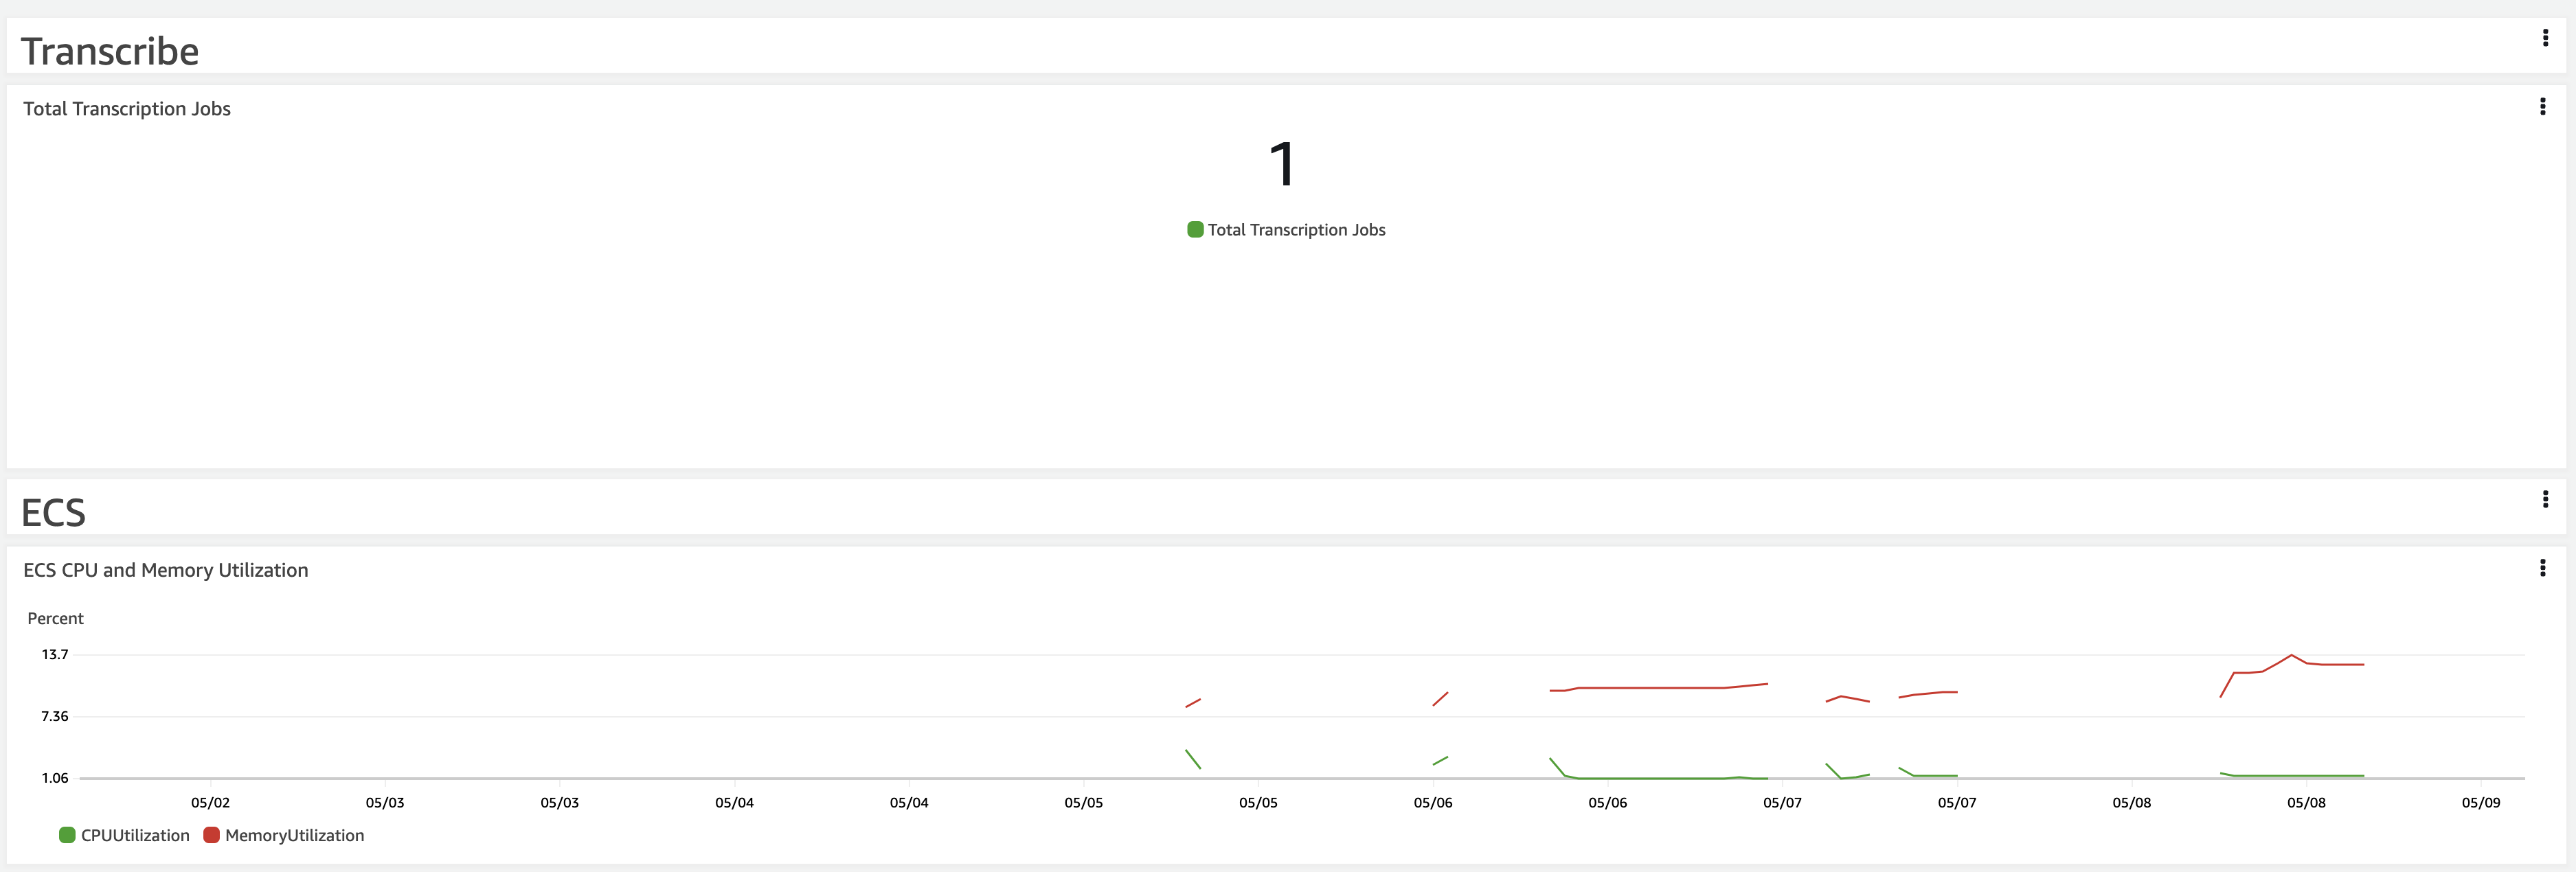 Transcribe
Total Transcription Jobs
1
Total Transcription Jobs
ECS
ECS CPU and Memory Utilization
Percent
13.7
7.36
1.06
05/02 05/03 05/03 05/04 05/04 05/05 05/05 05/06 05/06 05/07 05/07 05/08 05/08 05/09
CPUUtilization MemoryUtilization